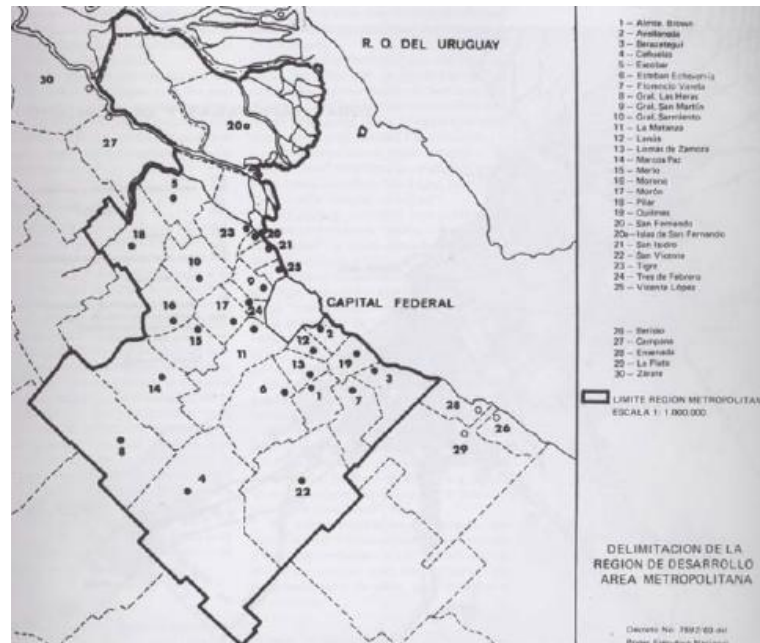 R. O. DEL URUGUAY
30
20a
27
5
18
23
20
21
10
9
25
CAPITAL FEDERAL
16
17
24
15
2
12
11
19
13
3
14
6
1
7
28
26
8
29
4
22
1 — Almte. Brown
2 — Avellaneda
3 — Berazategui
4 — Cañuelas
5 — Escobar
6 — Esteban Echeverría
7 — Florencio Varela
8 — Gral. Las Heras
9 — Gral. San Martín
10 — Gral. Sarmiento
11 — La Matanza
12 — Lanús
13 — Lomas de Zamora
14 — Marcos Paz
15 — Merlo
16 — Moreno
17 — Morón
18 — Pilar
19 — Quilmes
20 — San Fernando
20a — Islas de San Fernando
21 — San Isidro
22 — San Vicente
23 — Tigre
24 — Tres de Febrero
25 — Vicente López
26 — Berisso
27 — Campana
28 — Ensenada
29 — La Plata
30 — Zárate
LIMITE REGION METROPOLITAN
ESCALA 1: 1.000.000
DELIMITACION DE LA
REGION DE DESARROLLO
AREA METROPOLITANA
Decreto No.